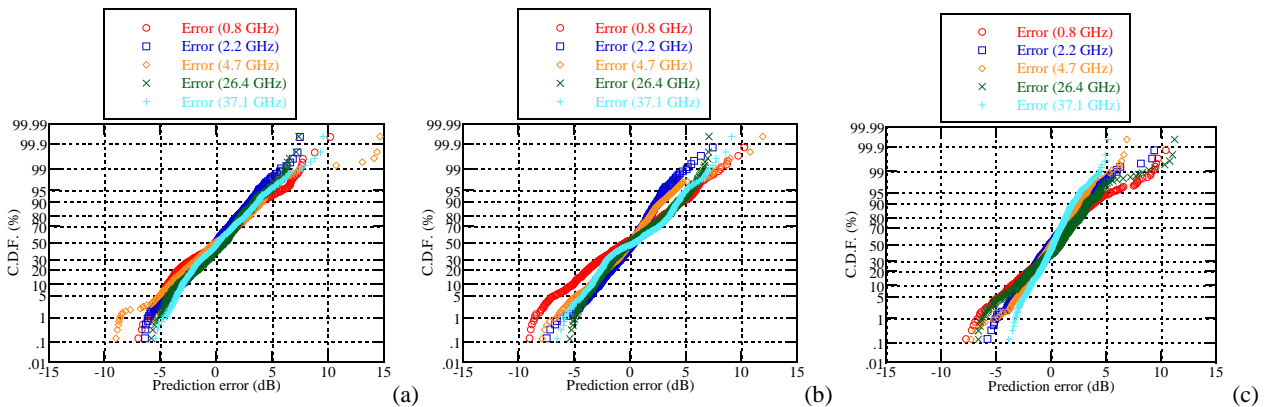 Error (0.8 GHz)
Error (2.2 GHz)
Error (4.7 GHz)
Error (26.4 GHz)
Error (37.1 GHz)
C.D.F. (%)
99.99
99.9
99
95
90
80
70
50
30
20
10
5
1
.1
.01
-15 -10 -5 0 5 10 15
Prediction error (dB)
(a)
Error (0.8 GHz)
Error (2.2 GHz)
Error (4.7 GHz)
Error (26.4 GHz)
Error (37.1 GHz)
C.D.F. (%)
99.99
99.9
99
95
90
80
70
50
30
20
10
5
1
.1
.01
-15 -10 -5 0 5 10 15
Prediction error (dB)
(b)
Error (0.8 GHz)
Error (2.2 GHz)
Error (4.7 GHz)
Error (26.4 GHz)
Error (37.1 GHz)
C.D.F. (%)
99.99
99.9
99
95
90
80
70
50
30
20
10
5
1
.1
.01
-15 -10 -5 0 5 10 15
Prediction error (dB)
(c)